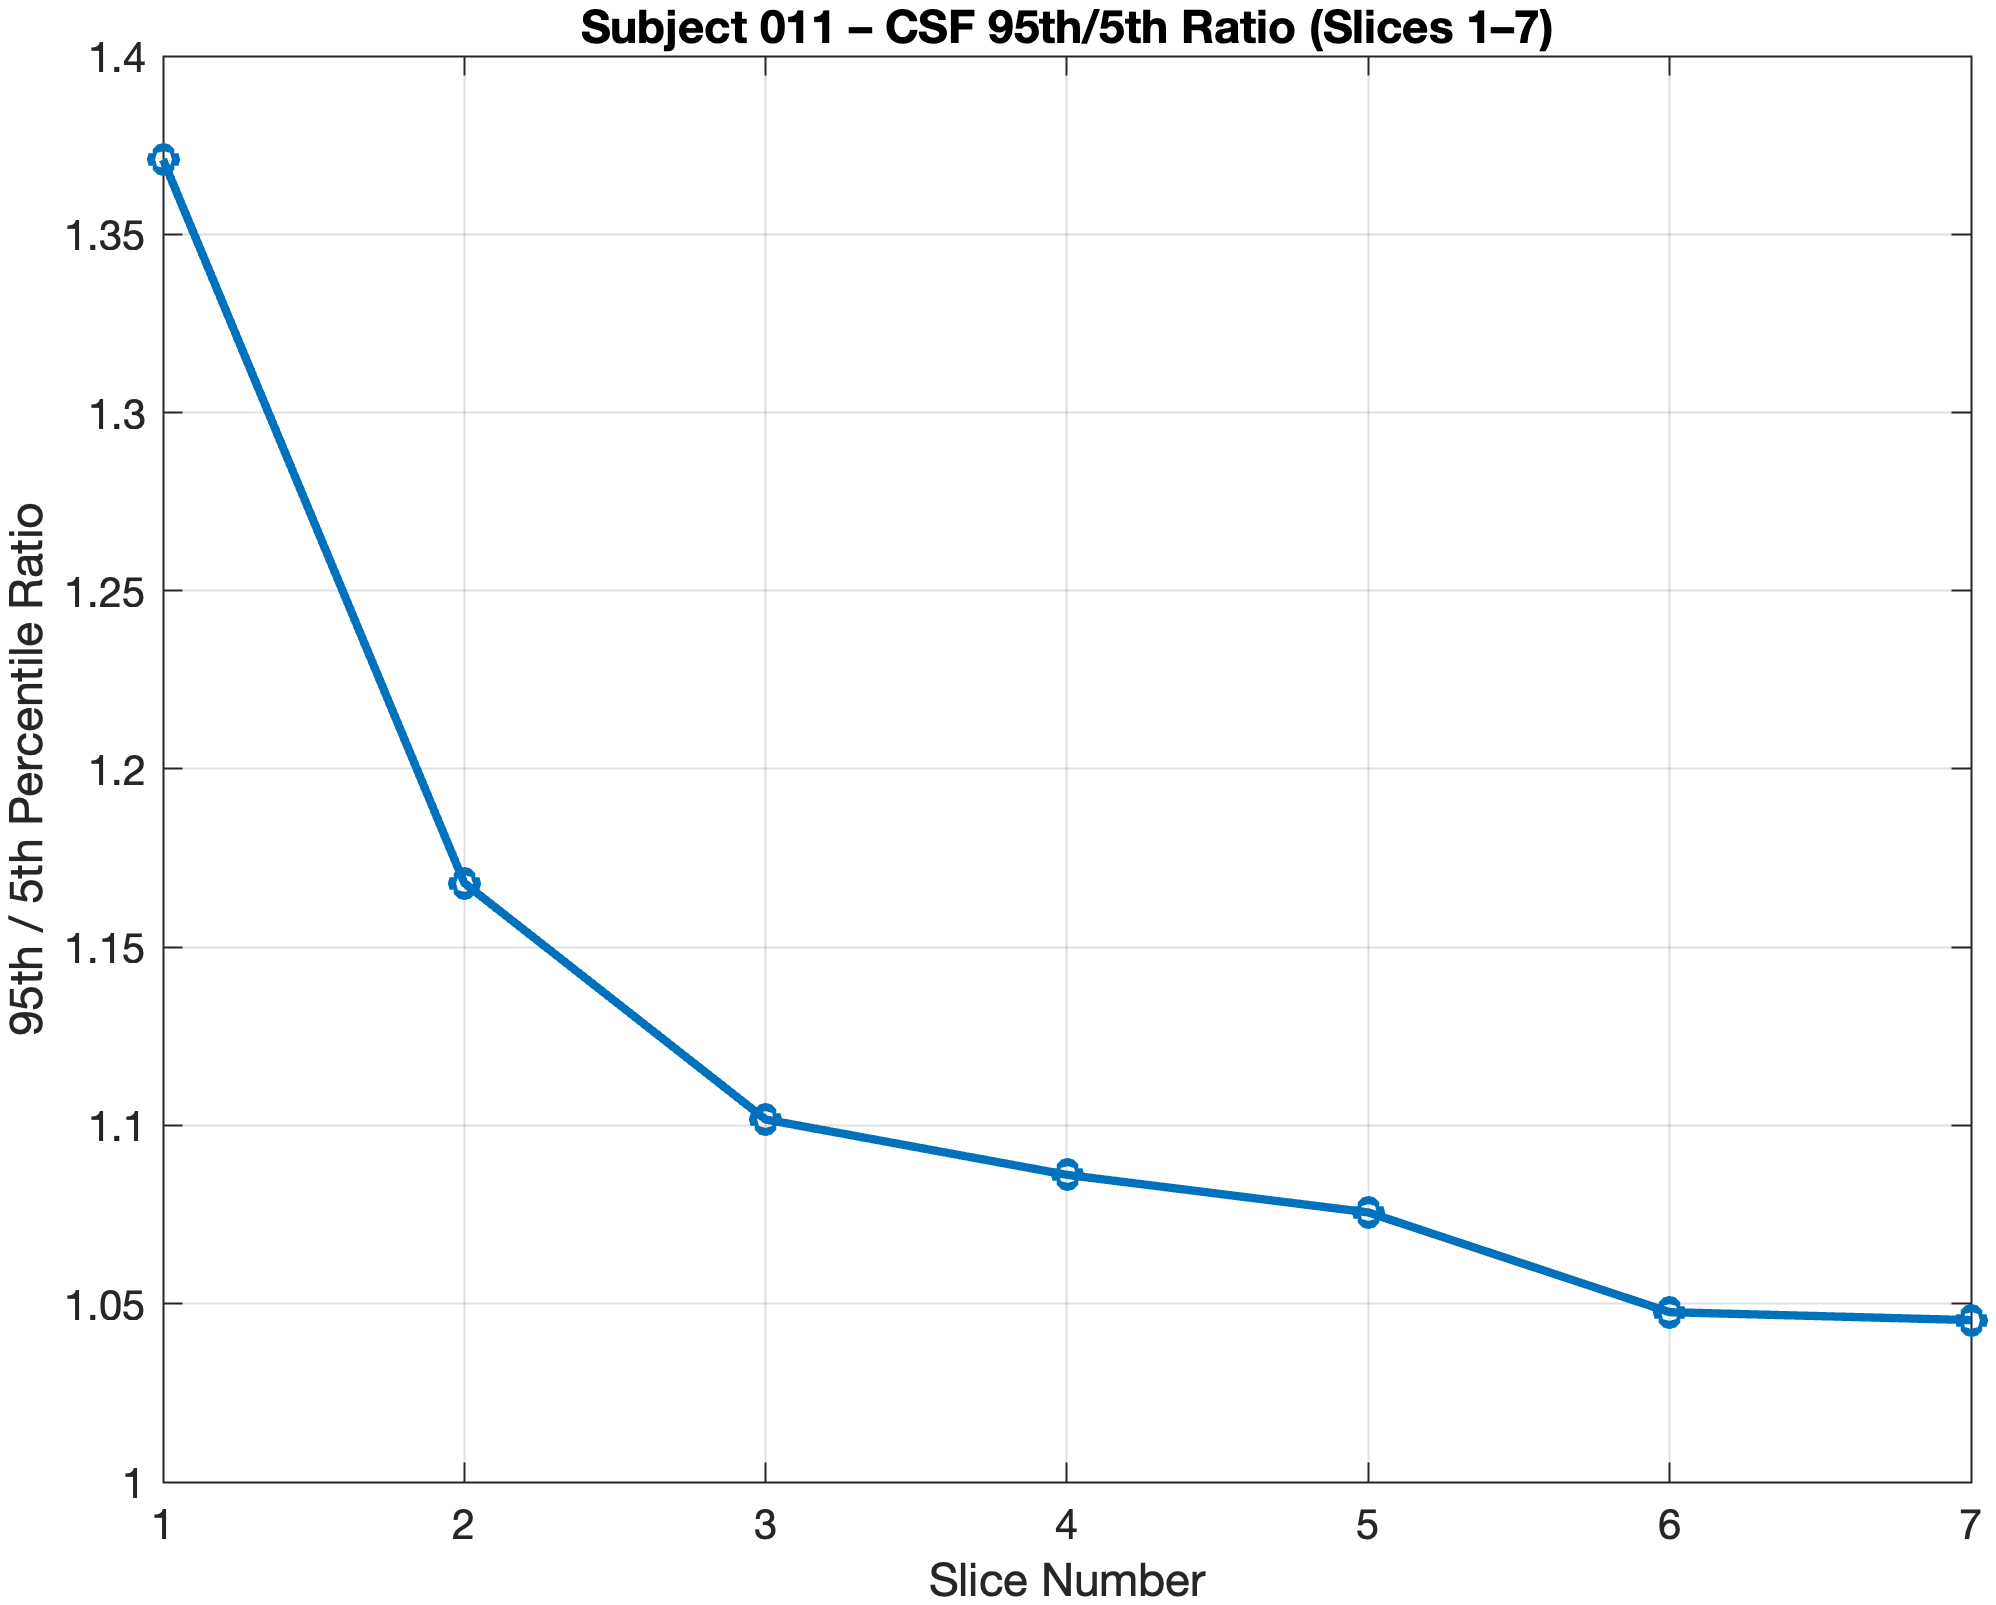 Subject 011 – CSF 95th/5th Ratio (Slices 1–7)
1.4
1.35
1.3
1.25
1.2
1.15
1.1
1.05
1
95th / 5th Percentile Ratio
1 2 3 4 5 6 7
Slice Number